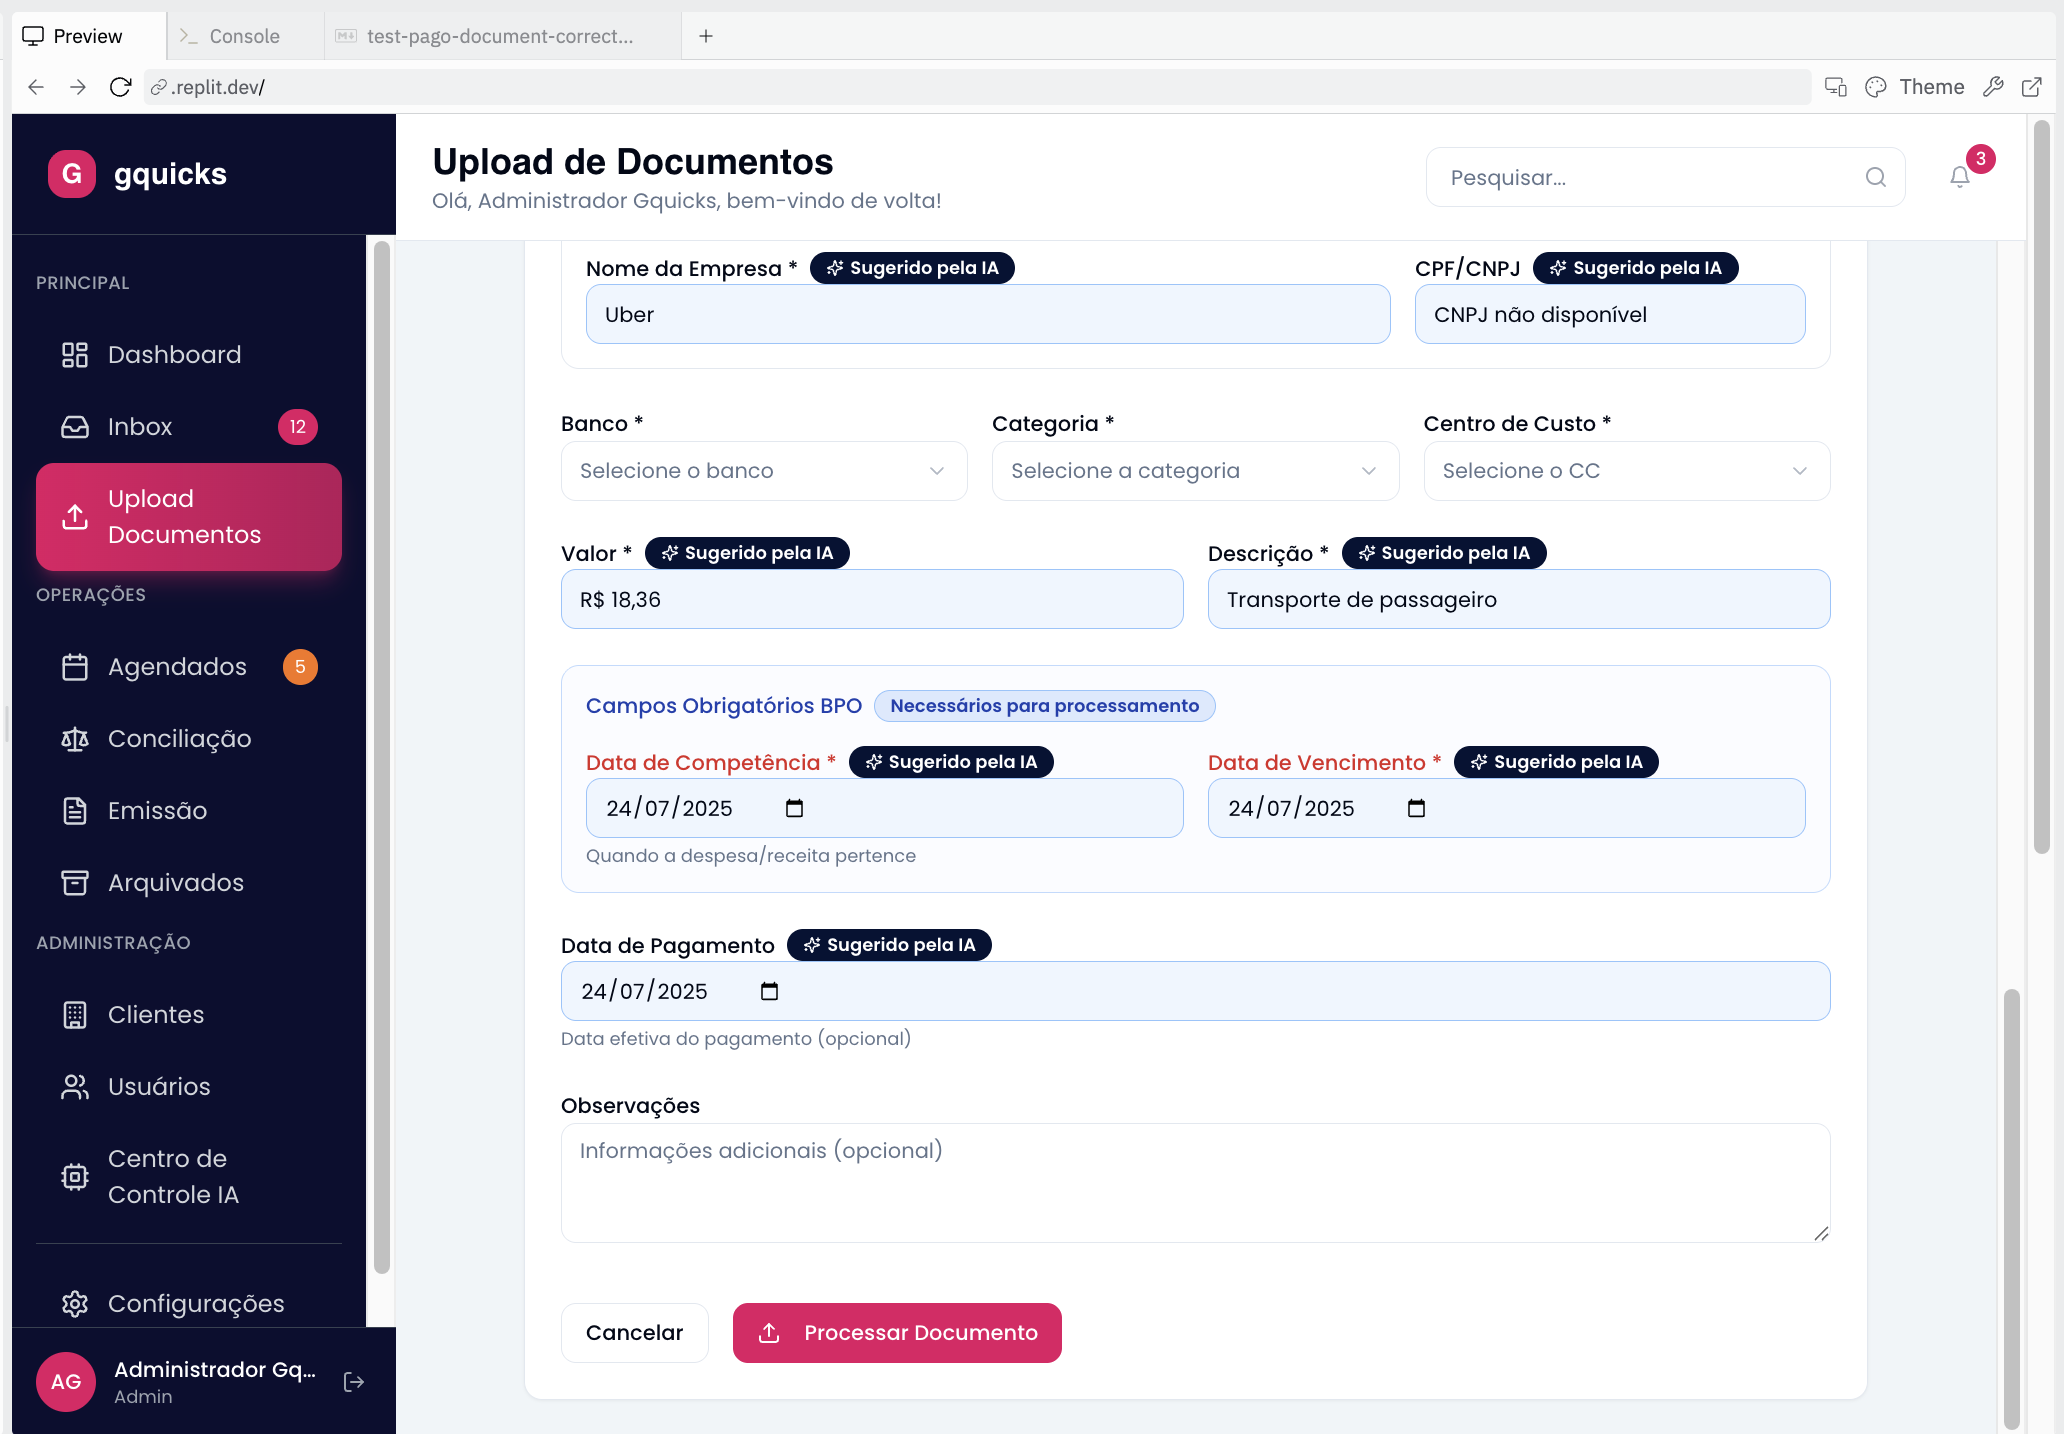 Preview
Console
test-pago-document-correct...
.replit.dev/
Theme
G
gquicks
PRINCIPAL
Dashboard
Inbox
12
Upload
Documentos
OPERAÇÕES
Agendados
5
Conciliação
Emissão
Arquivados
ADMINISTRAÇÃO
Clientes
Usuários
Centro de
Controle IA
Configurações
AG
Administrador Gq...
Admin
Upload de Documentos
Olá, Administrador Gquicks, bem-vindo de volta!
Pesquisar...
3
Nome da Empresa * Sugerido pela IA
Uber
CPF/CNPJ Sugerido pela IA
CNPJ não disponível
Banco *
Selecione o banco
Categoria *
Selecione a categoria
Centro de Custo *
Selecione o CC
Valor * Sugerido pela IA
R$ 18,36
Descrição * Sugerido pela IA
Transporte de passageiro
Campos Obrigatórios BPO Necessários para processamento
Data de Competência * Sugerido pela IA
24/07/2025
Quando a despesa/receita pertence
Data de Vencimento * Sugerido pela IA
24/07/2025
Data de Pagamento Sugerido pela IA
24/07/2025
Data efetiva do pagamento (opcional)
Observações
Informações adicionais (opcional)
Cancelar
Processar Documento